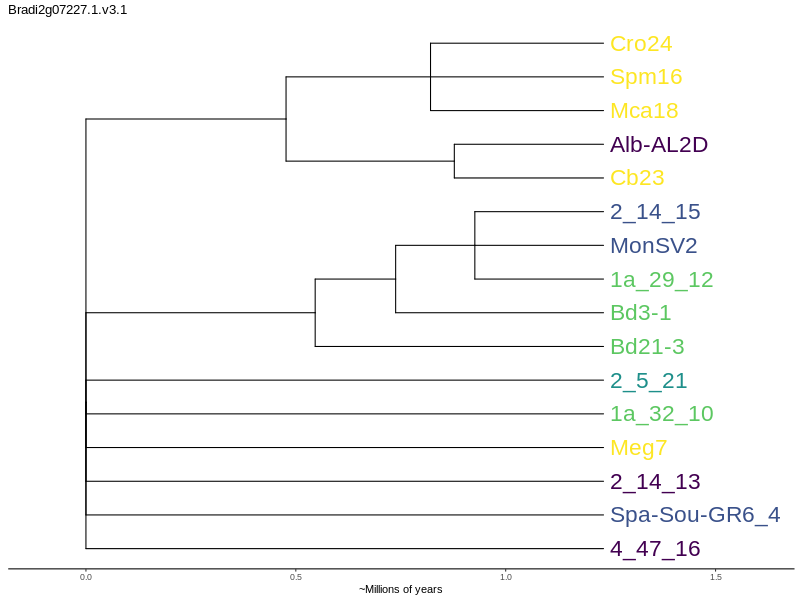 Bradi2g07227.1.v3.1
Cro24
Spm16
Mca18
Alb-AL2D
Cb23
2_14_15
MonSV2
1a_29_12
Bd3-1
Bd21-3
2_5_21
1a_32_10
Meg7
2_14_13
Spa-Sou-GR6_4
4_47_16
0.0 0.5 1.0 1.5
~Millions of years